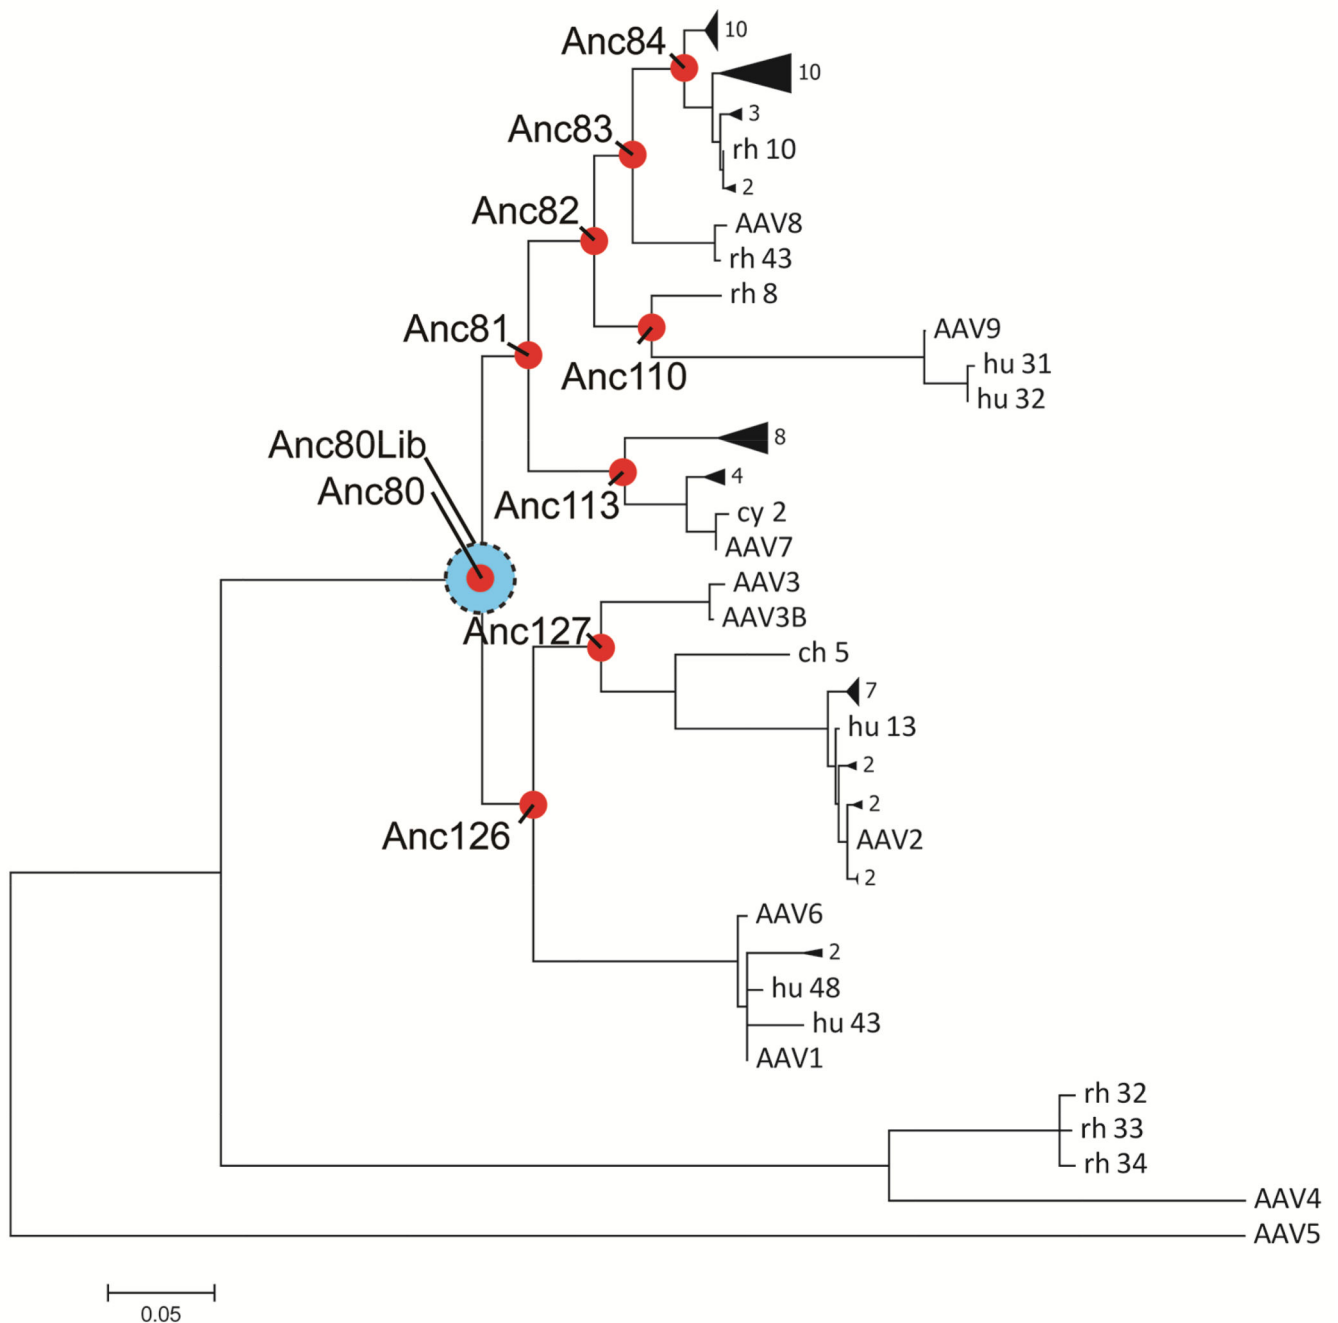 10
Anc84
10
3
Anc83
rh 10
2
Anc82
AAV8
rh 43
rh 8
Anc81
AAV9
hu 31
Anc110
hu 32
8
Anc80Lib
4
Anc80
Anc113
cy 2
AAV7
AAV3
AAV3B
Anc127
ch 5
7
hu 13
2
2
Anc126
AAV2
2
AAV6
2
hu 48
hu 43
AAV1
rh 32
rh 33
rh 34
AAV4
AAV5
0.05